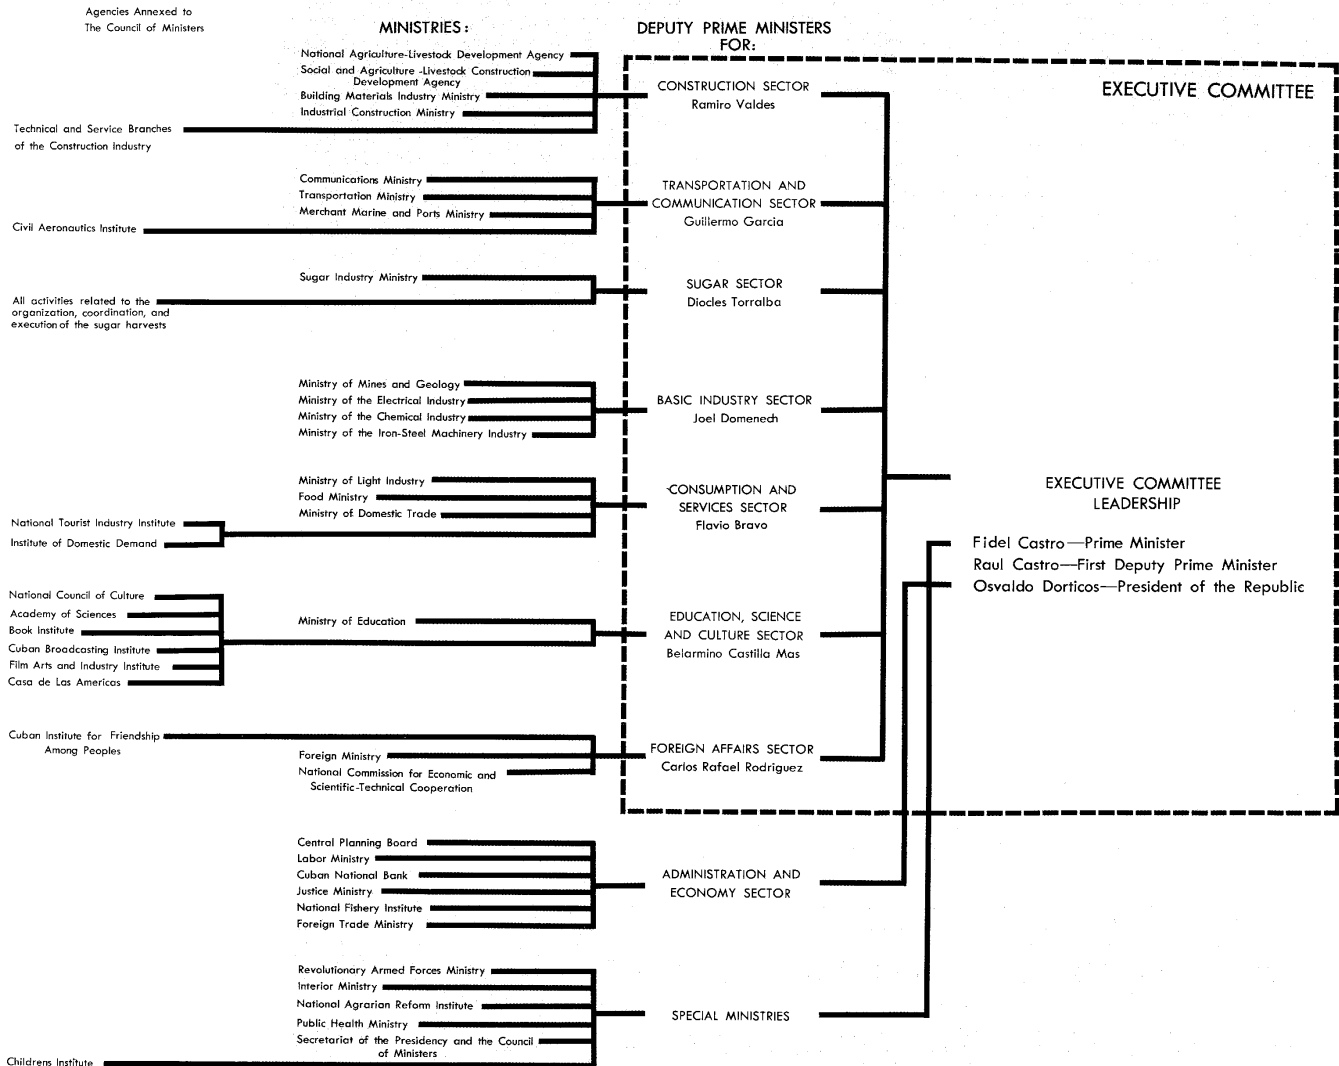 Agencies Annexed to
The Council of Ministers
MINISTRIES:
DEPUTY PRIME MINISTERS
FOR:
EXECUTIVE COMMITTEE
National Agriculture-Livestock Development Agency
Social and Agriculture -Livestock Construction
Development Agency
Building Materials Industry Ministry
Industrial Construction Ministry
Technical and Service Branches
of the Construction Industry
CONSTRUCTION SECTOR
Ramiro Valdes
Communications Ministry
Transportation Ministry
Merchant Marine and Ports Ministry
Civil Aeronautics Institute
TRANSPORTATION AND
COMMUNICATION SECTOR
Guillermo Garcia
Sugar Industry Ministry
All activities related to the
organization, coordination, and
execution of the sugar harvests
SUGAR SECTOR
Diocles Torralba
Ministry of Mines and Geology
Ministry of the Electrical Industry
Ministry of the Chemical Industry
Ministry of the Iron-Steel Machinery Industry
BASIC INDUSTRY SECTOR
Joel Domenech
Ministry of Light Industry
Food Ministry
Ministry of Domestic Trade
National Tourist Industry Institute
Institute of Domestic Demand
CONSUMPTION AND
SERVICES SECTOR
Flavio Bravo
EXECUTIVE COMMITTEE
LEADERSHIP
Fidel Castro—Prime Minister
Raul Castro—First Deputy Prime Minister
Osvaldo Dorticos—President of the Republic
National Council of Culture
Academy of Sciences
Book Institute
Cuban Broadcasting Institute
Film Arts and Industry Institute
Casa de Las Americas
Ministry of Education
EDUCATION, SCIENCE
AND CULTURE SECTOR
Belarmino Castilla Mas
Cuban Institute for Friendship
Among Peoples
Foreign Ministry
National Commission for Economic and
Scientific-Technical Cooperation
FOREIGN AFFAIRS SECTOR
Carlos Rafael Rodriguez
Central Planning Board
Labor Ministry
Cuban National Bank
Justice Ministry
National Fishery Institute
Foreign Trade Ministry
ADMINISTRATION AND
ECONOMY SECTOR
Revolutionary Armed Forces Ministry
Interior Ministry
National Agrarian Reform Institute
Public Health Ministry
Secretariat of the Presidency and the Council
of Ministers
Childrens Institute
SPECIAL MINISTRIES